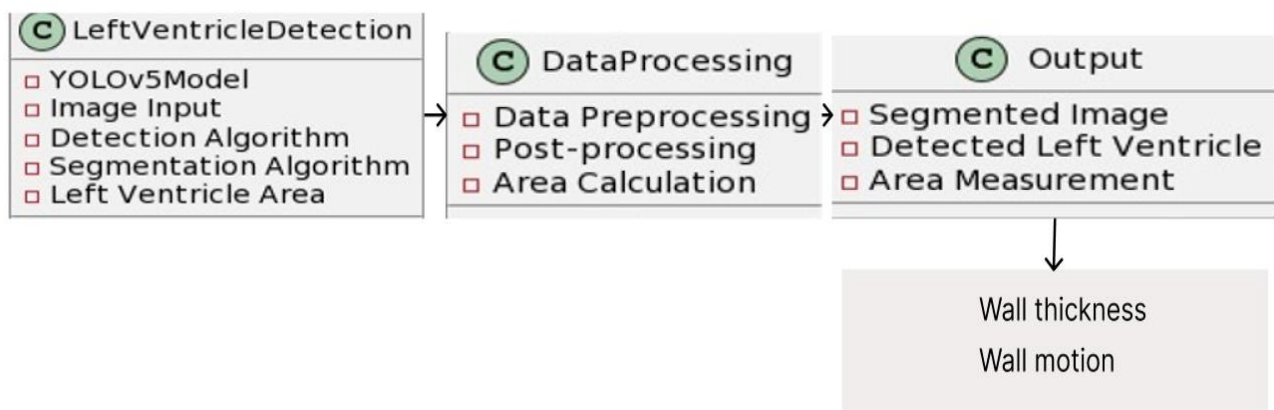 C LeftVentricleDetection
YOLOv5Model
Image Input
Detection Algorithm
Segmentation Algorithm
Left Ventricle Area
C DataProcessing
Data Preprocessing
Post-processing
Area Calculation
C Output
Segmented Image
Detected Left Ventricle
Area Measurement
Wall thickness
Wall motion